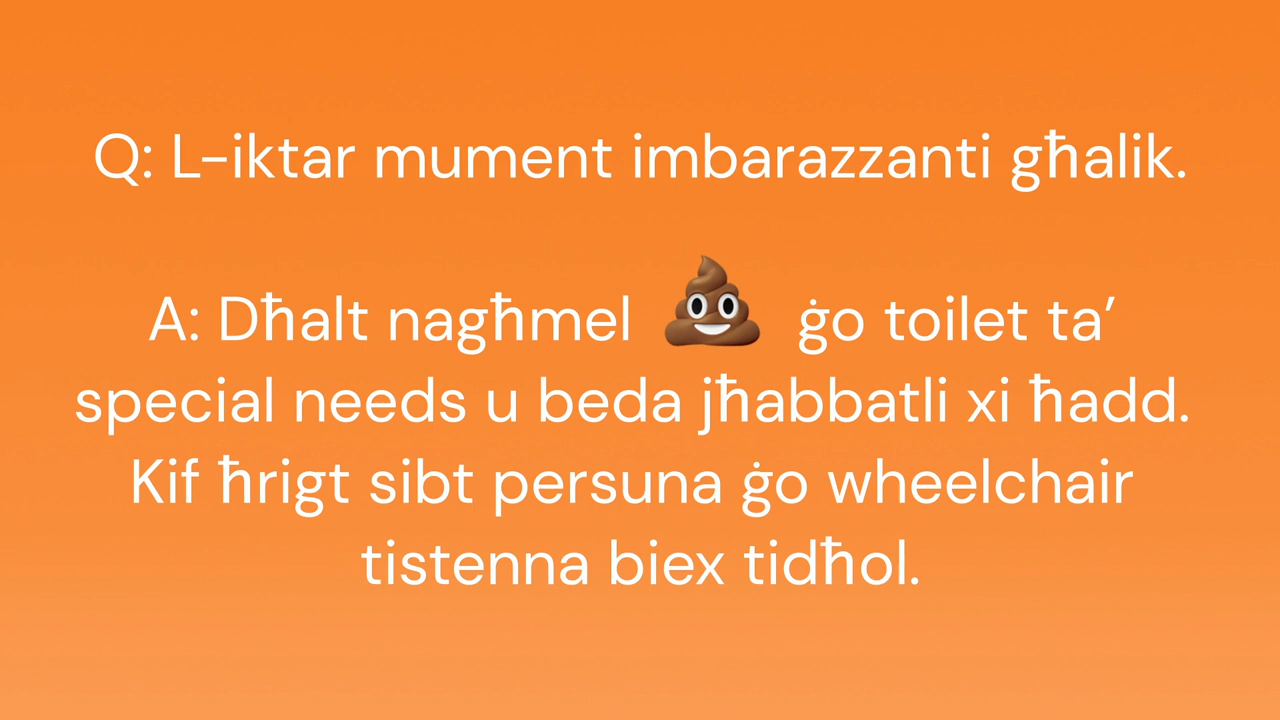 Q: L-iktar mument imbarazzanti għalik.
A: Dħalt nagħmel 💩 ġo toilet ta’
special needs u beda jħabbatli xi ħadd.
Kif ħriġt sibt persuna ġo wheelchair
tistenna biex tidħol.